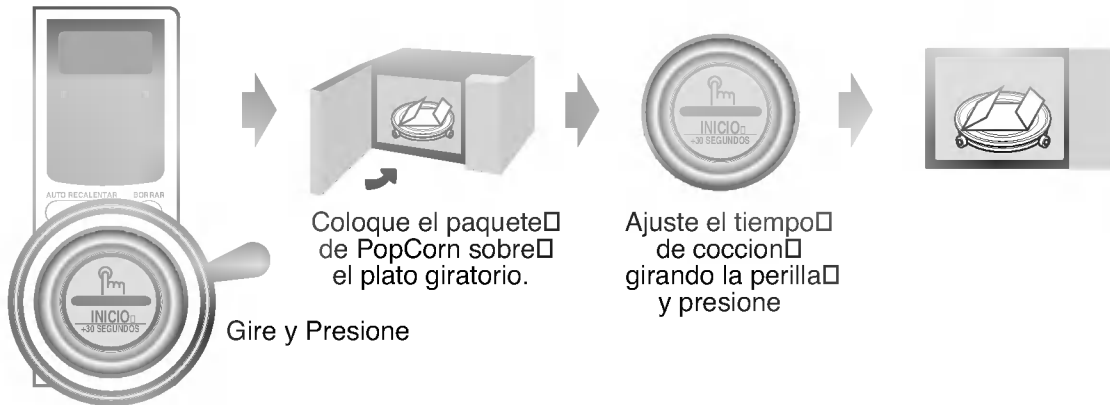 AUTO RECALENTAR BORRAR
INICIO
+30 SEGUNDOS
Gire y Presione
Coloque el paquete
de PopCorn sobre
el plato giratorio.
INICIO
+30 SEGUNDOS
Ajuste el tiempo
de coccion
girando la perilla
y presione